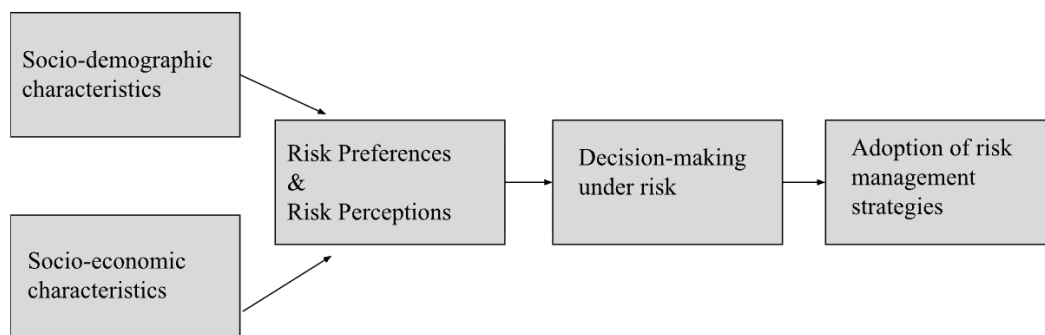 Socio-demographic
characteristics
Socio-economic
characteristics
Risk Preferences
&
Risk Perceptions
Decision-making
under risk
Adoption of risk
management
strategies